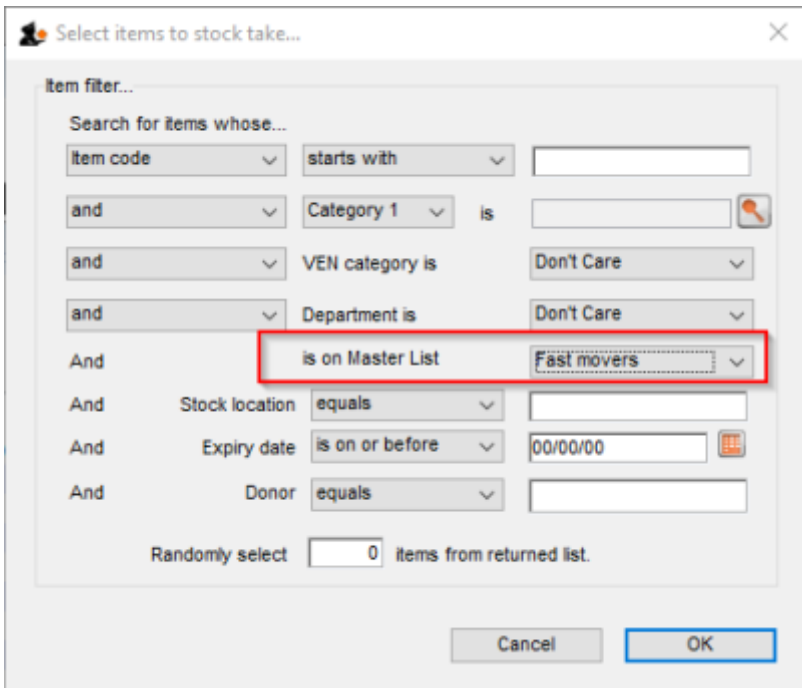 Select items to stock take...
Item filter...
Search for items whose...
Item code starts with
and Category 1 is
and VEN category is Don't Care
and Department is Don't Care
And is on Master List Fast movers
And Stock location equals
And Expiry date is on or before 00/00/00
And Donor equals
Randomly select 0 items from returned list.
Cancel OK